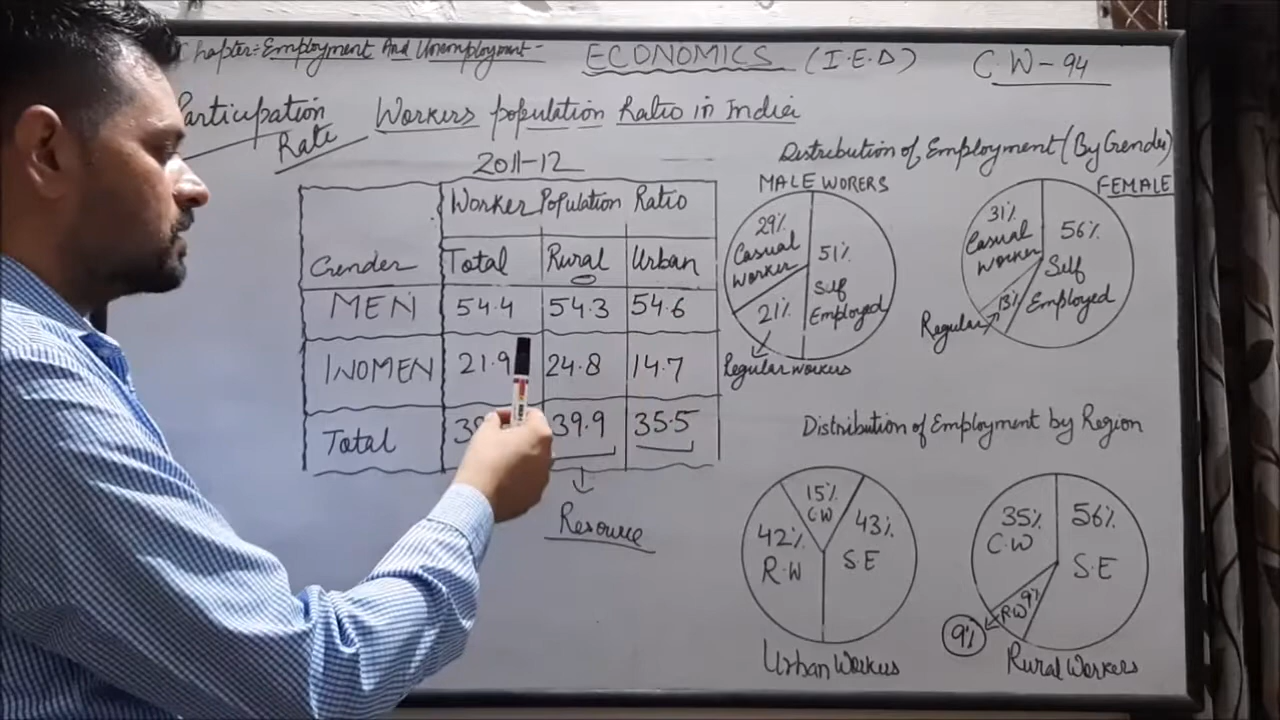 Chapter:- Employment And Unemployment - ECONOMICS (I.E.D) C.W-94
Participation Rate
Workers population Ratio in India
2011-12
Worker Population Ratio
Gender Total Rural Urban
MEN 54.4 54.3 54.6
WOMEN 21.9 24.8 14.7
Total 39.9 35.5
Resource
Distribution of Employment (By Gender)
MALE WORERS
29% Casual worker
51% Self Employed
21%
Regular workers
FEMALE
31% Casual worker
56% Self Employed
13%
Regular
Distribution of Employment by Region
15% C.W
42% R.W
43% S.E
Urban Workers
35% C.W
56% S.E
R.W 9%
9%
Rural Workers